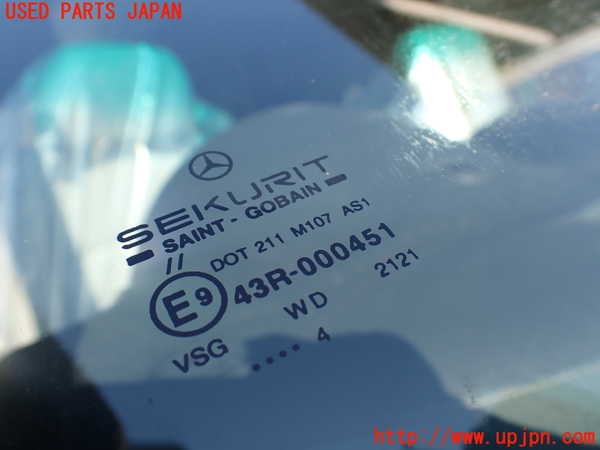 USED PARTS JAPAN
SEKURIT
SAINT-GOBAIN
//
DOT 211 M107 AS1
E9 43R-000451
WD 2121
VSG
.... 4
http://www.upjpn.com